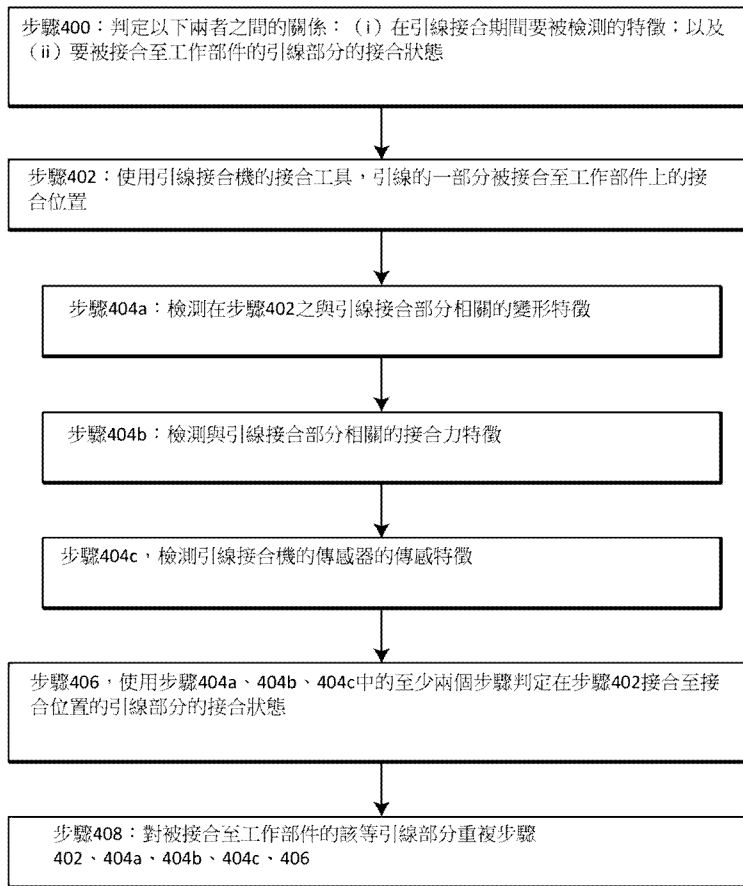 步驟400：判定以下兩者之間的關係：（i）在引線接合期間要被檢測的特徵；以及
（ii）要被接合至工作部件的引線部分的接合狀態
步驟402：使用引線接合機的接合工具，引線的一部分被接合至工作部件上的接
合位置
步驟404a：檢測在步驟402之與引線接合部分相關的變形特徵
步驟404b：檢測與引線接合部分相關的接合力特徵
步驟404c，檢測引線接合機的傳感器的傳感特徵
步驟406，使用步驟404a、404b、404c中的至少兩個步驟判定在步驟402接合至接
合位置的引線部分的接合狀態
步驟408：對被接合至工作部件的該等引線部分重複步驟
402、404a、404b、404c、406